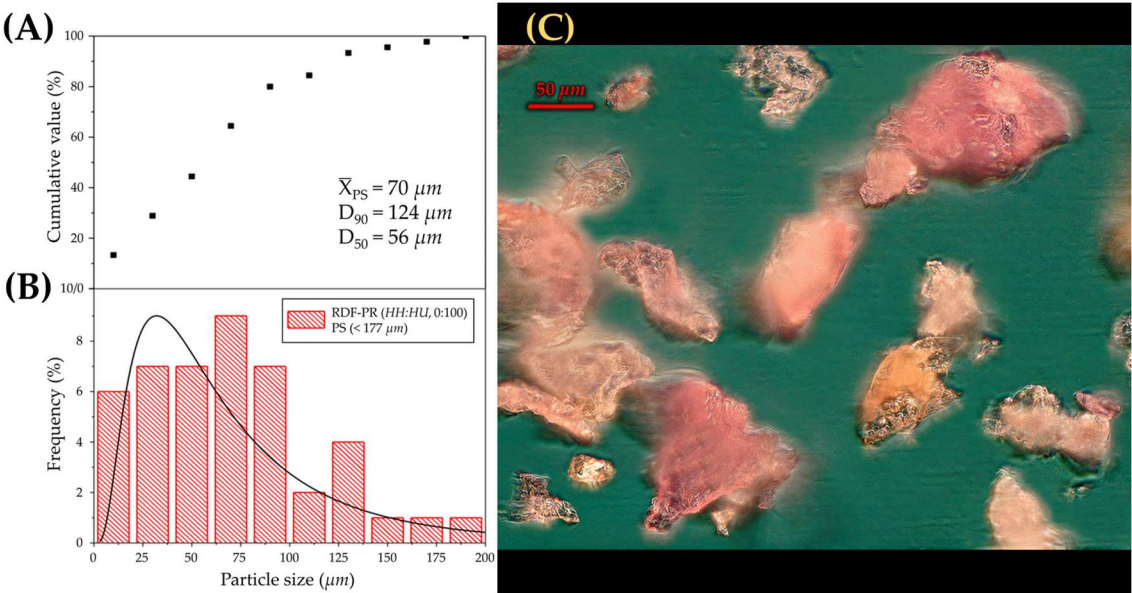 (A)
100
80
60
40
20
10/0
8
6
4
2
0
Cumulative value (%)
X̅PS = 70 μm
D90 = 124 μm
D50 = 56 μm
(B)
Frequency (%)
RDF-PR (HH:HU, 0:100)
PS (< 177 μm)
0 25 50 75 100 125 150 175 200
Particle size (μm)
(C)
50 μm